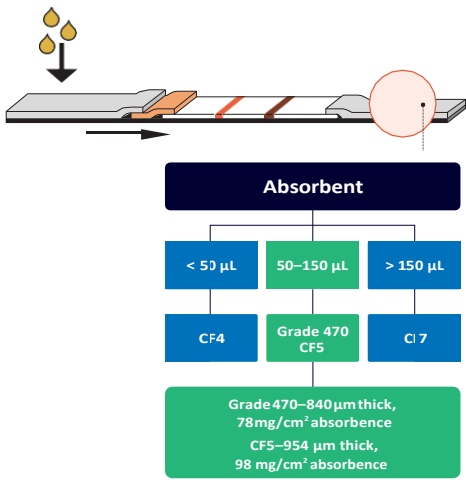 Absorbent
< 50 µL
50–150 µL
> 150 µL
CF4
Grade 470
CF5
CF7
Grade 470–840 µm thick,
78 mg/cm² absorbence
CF5–954 µm thick,
98 mg/cm² absorbence